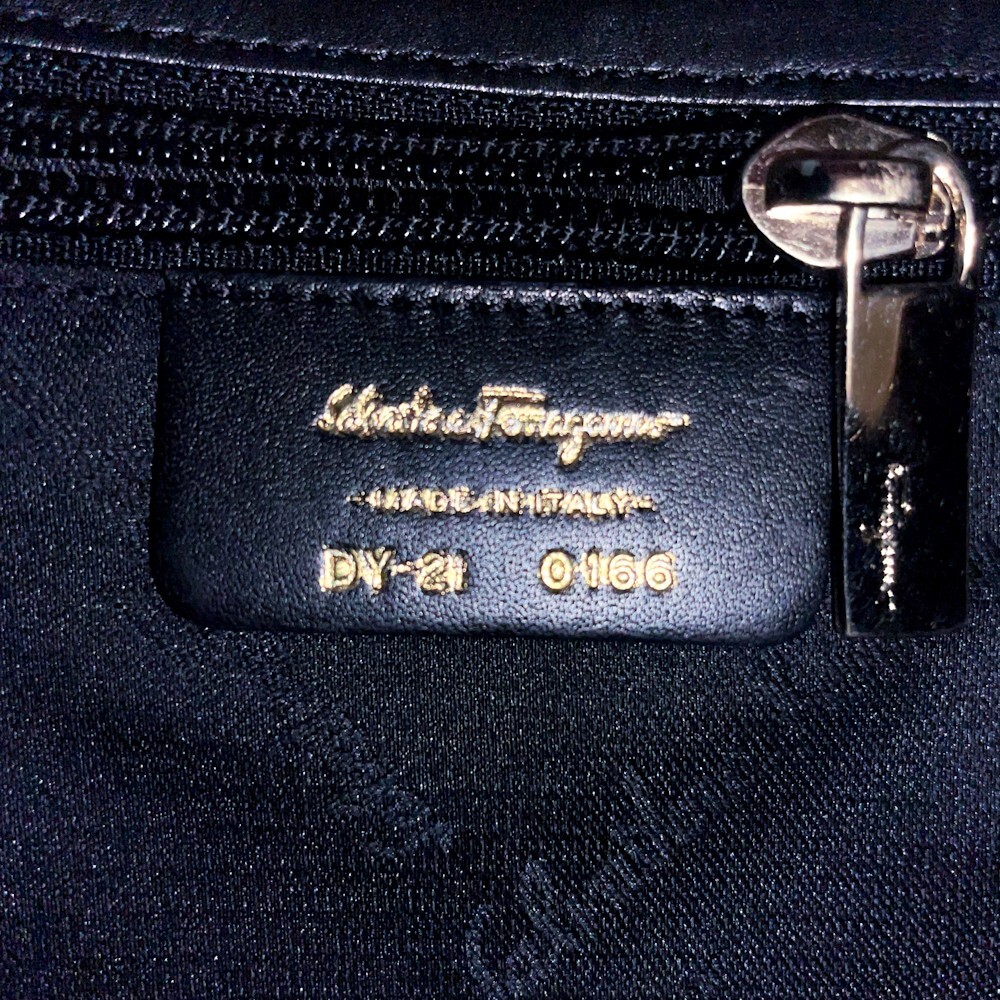 Salvatore Ferragamo
MADE IN ITALY
DY-21 0166